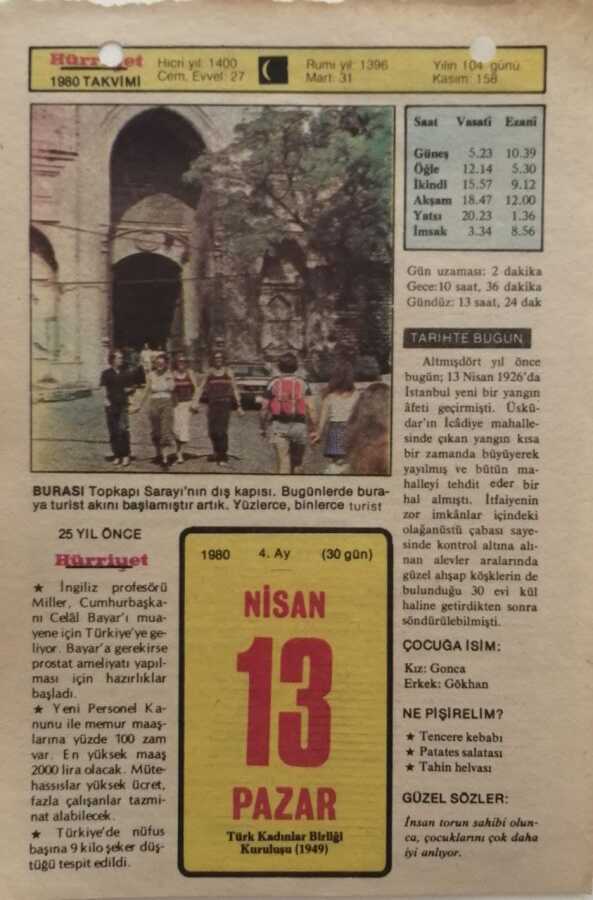 Hürriyet
1980 TAKVİMİ
Hicri yıl: 1400
Cem. Evvel: 27
Rumi yıl: 1396
Mart: 31
Yılın 104. günü
Kasım: 158
Saat Vasatî Ezanî
Güneş 5.23 10.39
Öğle 12.14 5.30
İkindi 15.57 9.12
Akşam 18.47 12.00
Yatsı 20.23 1.36
İmsak 3.34 8.56
Gün uzaması: 2 dakika
Gece:10 saat, 36 dakika
Gündüz: 13 saat, 24 dak
TARİHTE BUGÜN
Altmışdört yıl önce
bugün; 13 Nisan 1926'da
İstanbul yeni bir yangın
âfeti geçirmişti. Üskü-
dar'ın İcâdiye mahalle-
sinde çıkan yangın kısa
bir zamanda büyüyerek
yayılmış ve bütün ma-
halleyi tehdit eder bir
hal almıştı. İtfaiyenin
zor imkânlar içindeki
olağanüstü çabası saye-
sinde kontrol altına alı-
nan alevler aralarında
güzel ahşap köşklerin de
bulunduğu 30 evi kül
haline getirdikten sonra
söndürülebilmişti.
ÇOCUĞA İSİM:
Kız: Gonca
Erkek: Gökhan
NE PİŞİRELİM?
★ Tencere kebabı
★ Patates salatası
★ Tahin helvası
GÜZEL SÖZLER:
İnsan torun sahibi olun-
ca, çocuklarını çok daha
iyi anlıyor.
BURASI Topkapı Sarayı'nın dış kapısı. Bugünlerde bura-
ya turist akını başlamıştır artık. Yüzlerce, binlerce turist
25 YIL ÖNCE
Hürriyet
★ İngiliz profesörü
Miller, Cumhurbaşka-
nı Celâl Bayar'ı mua-
yene için Türkiye'ye ge-
liyor. Bayar'a gerekirse
prostat ameliyatı yapıl-
ması için hazırlıklar
başladı.
★ Yeni Personel Ka-
nunu ile memur maaş-
larına yüzde 100 zam
var. En yüksek maaş
2000 lira olacak. Müte-
hassıslar yüksek ücret,
fazla çalışanlar tazmi-
nat alabilecek.
★ Türkiye'de nüfus
başına 9 kilo şeker düş-
tüğü tespit edildi.
1980 4. Ay (30 gün)
NİSAN
13
PAZAR
Türk Kadınlar Birliği
Kuruluşu (1949)